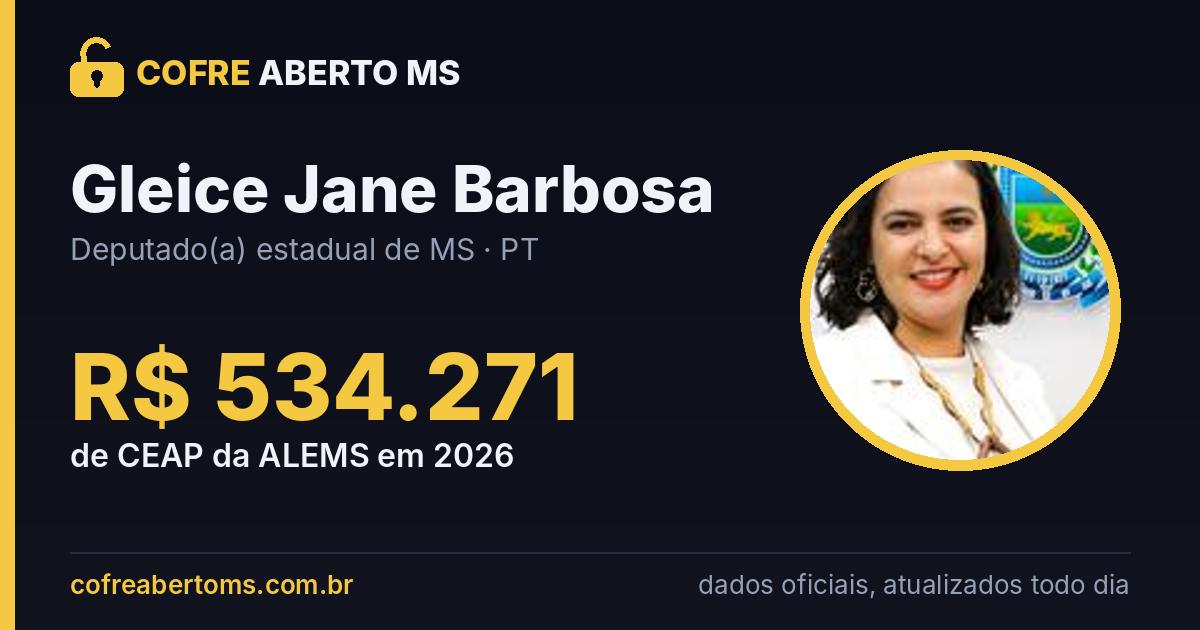 COFRE ABERTO MS
Gleice Jane Barbosa
Deputado(a) estadual de MS · PT
R$ 534.271
de CEAP da ALEMS em 2026
cofreabertoms.com.br
dados oficiais, atualizados todo dia